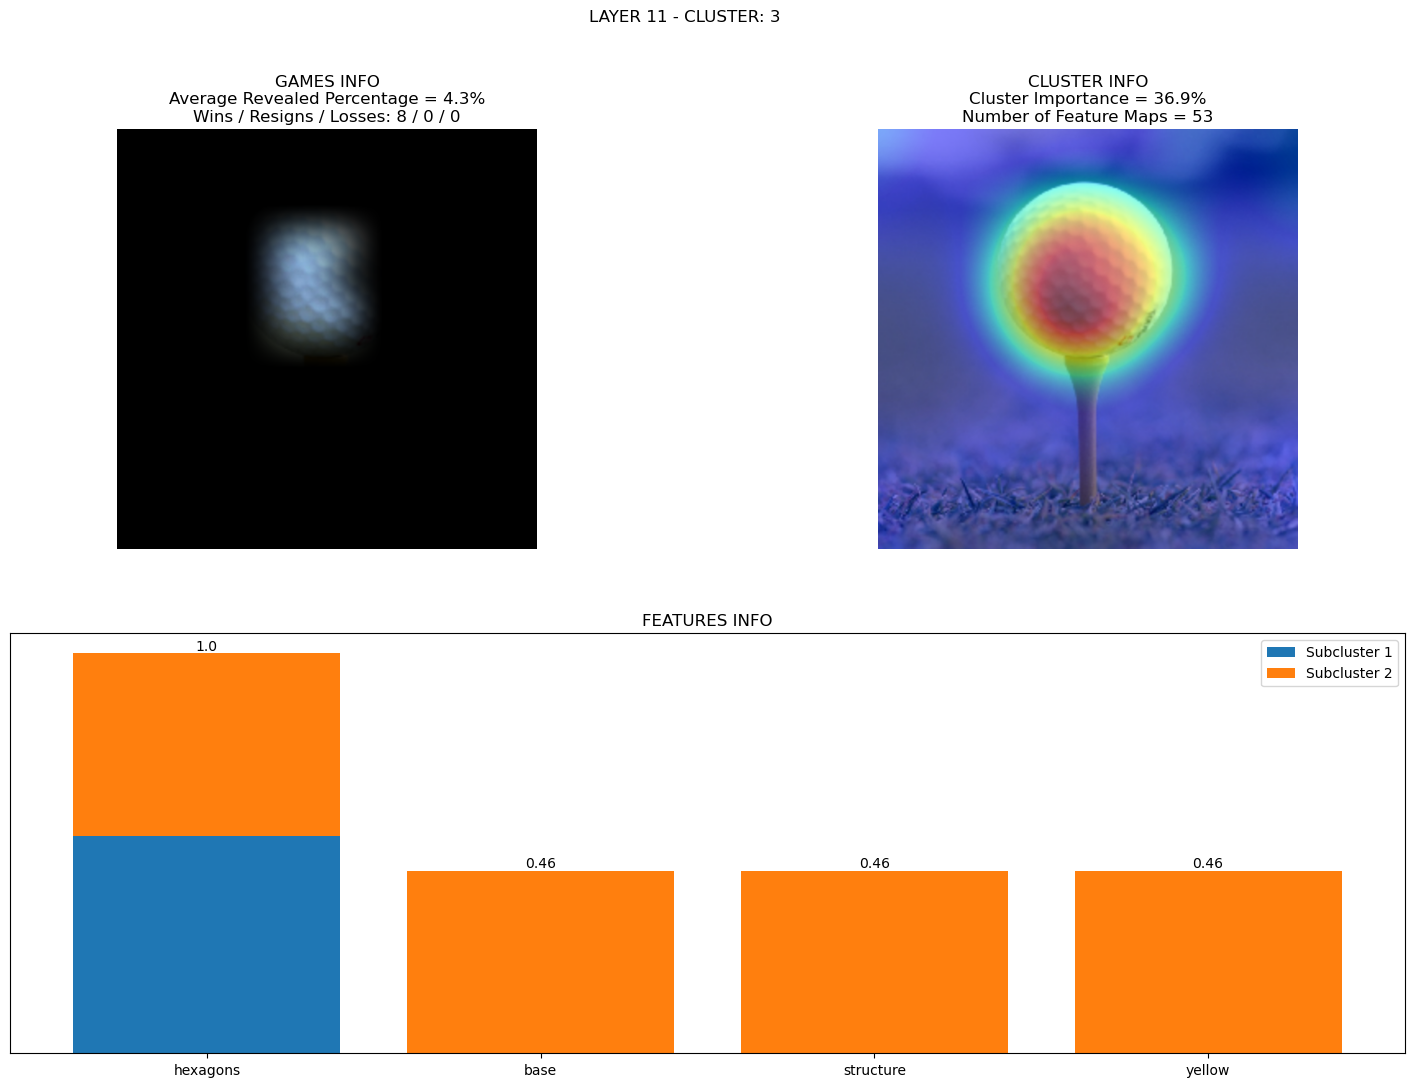 LAYER 11 - CLUSTER: 3
GAMES INFO
Average Revealed Percentage = 4.3%
Wins / Resigns / Losses: 8 / 0 / 0
CLUSTER INFO
Cluster Importance = 36.9%
Number of Feature Maps = 53
FEATURES INFO
1.0
Subcluster 1
Subcluster 2
0.46
0.46
0.46
hexagons
base
structure
yellow